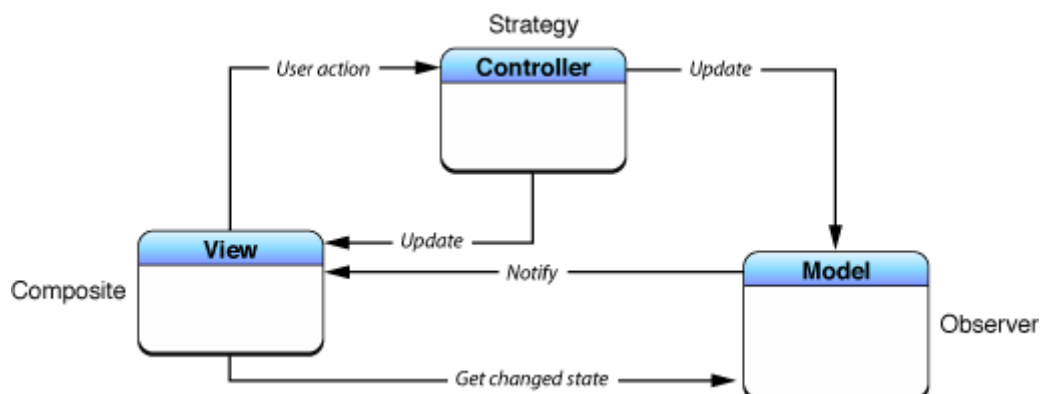 Strategy
User action
Controller
Update
View
Update
Notify
Model
Composite
Observer
Get changed state